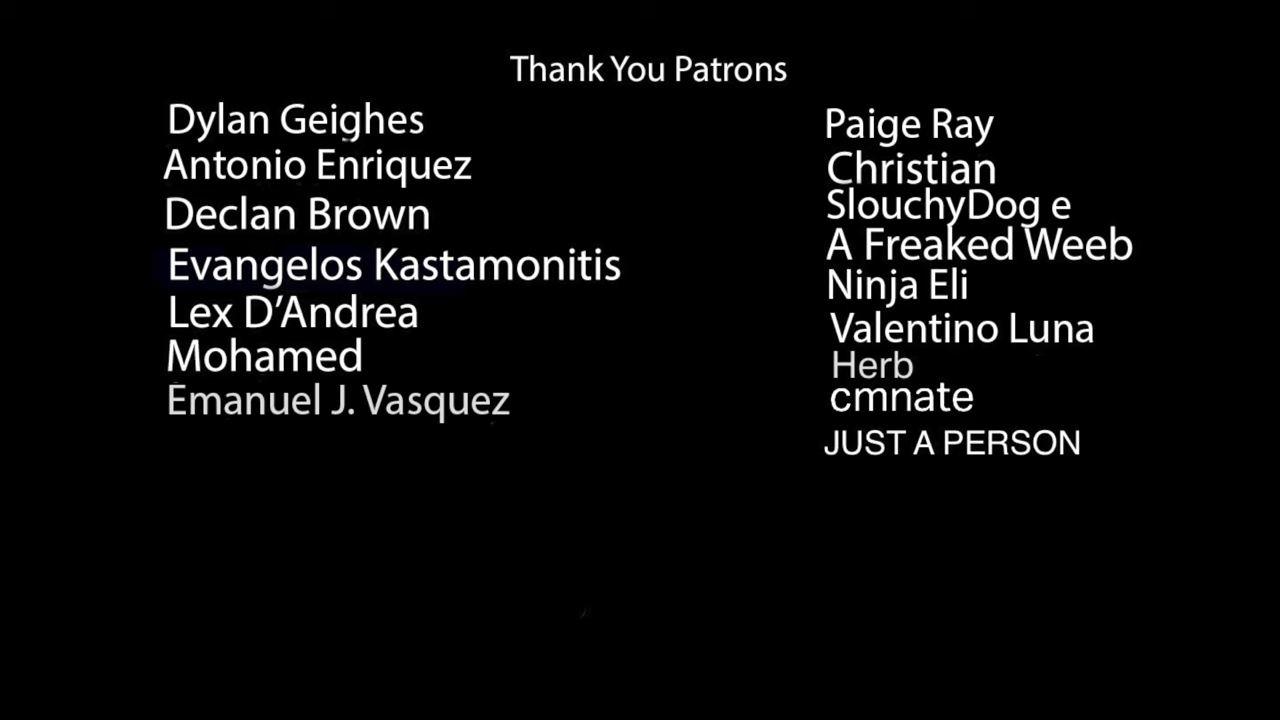 Thank You Patrons
Dylan Geighes
Antonio Enriquez
Declan Brown
Evangelos Kastamonitis
Lex D’Andrea
Mohamed
Emanuel J. Vasquez
Paige Ray
Christian
SlouchyDog e
A Freaked Weeb
Ninja Eli
Valentino Luna
Herb
cmnate
JUST A PERSON